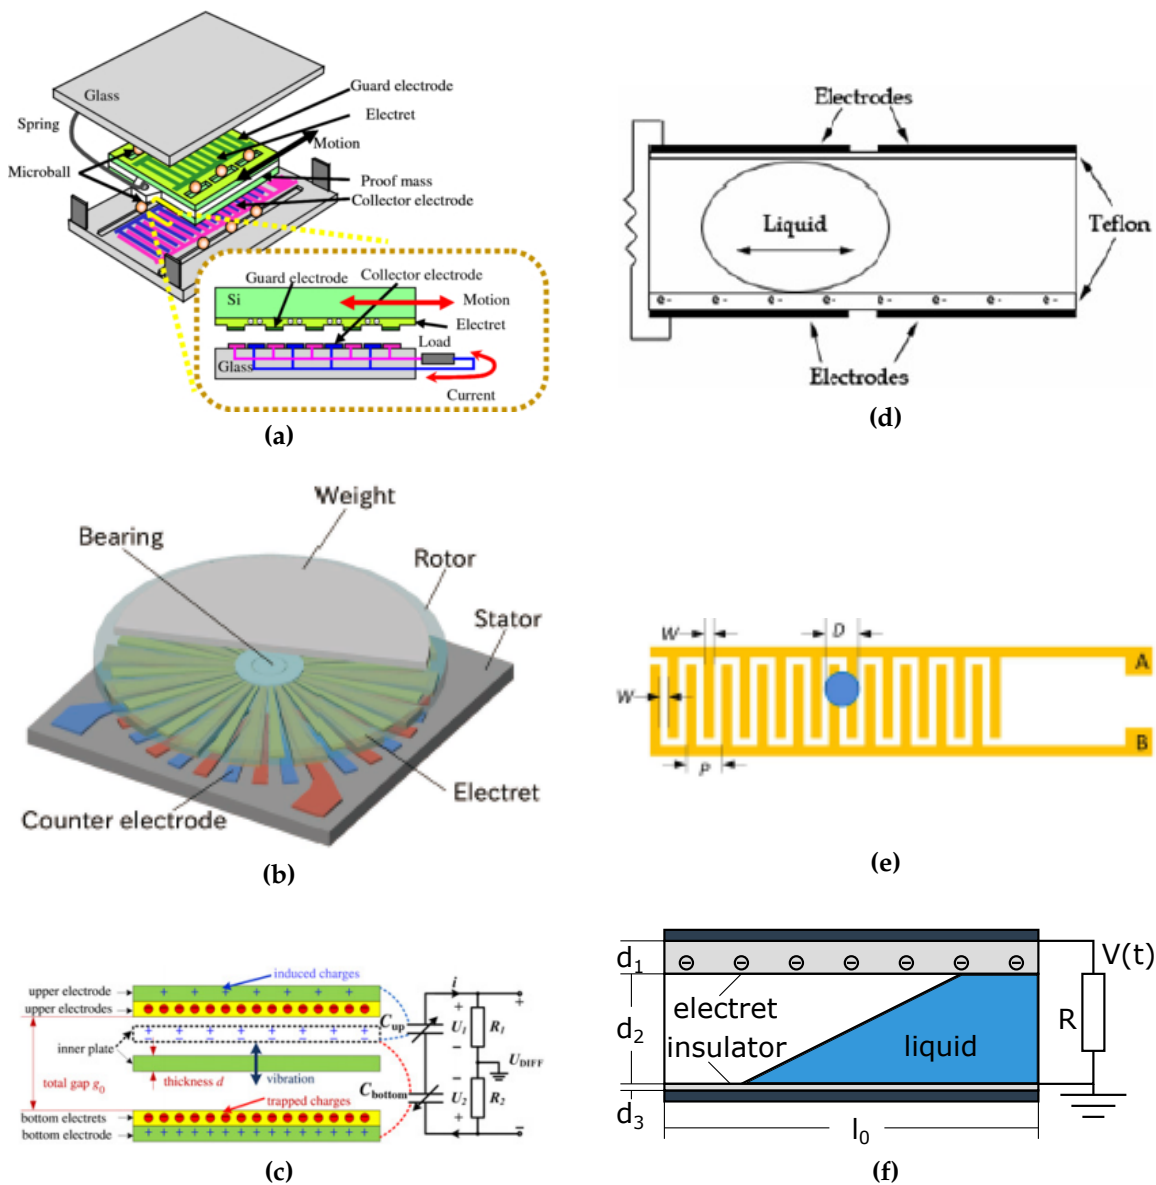 Glass
Guard electrode
Electret
Spring
Motion
Microball
Proof mass
Collector electrode
Guard electrode
Collector electrode
Si
Motion
Electret
Load
Glass
Current
(a)
Electrodes
Liquid
Teflon
e- e- e- e- e- e- e- e-
Electrodes
(d)
Weight
Bearing
Rotor
Stator
Electret
Counter electrode
(b)
W
D
A
W
B
P
(e)
induced charges
upper electrode
upper electrodes
inner plate
total gap g0
thickness d
vibration
trapped charges
bottom electrets
bottom electrode
i
Cup
U1
R1
UDIFF
Cbottom
U2
R2
(c)
d1
V(t)
electret
d2
R
insulator
liquid
d3
l0
(f)